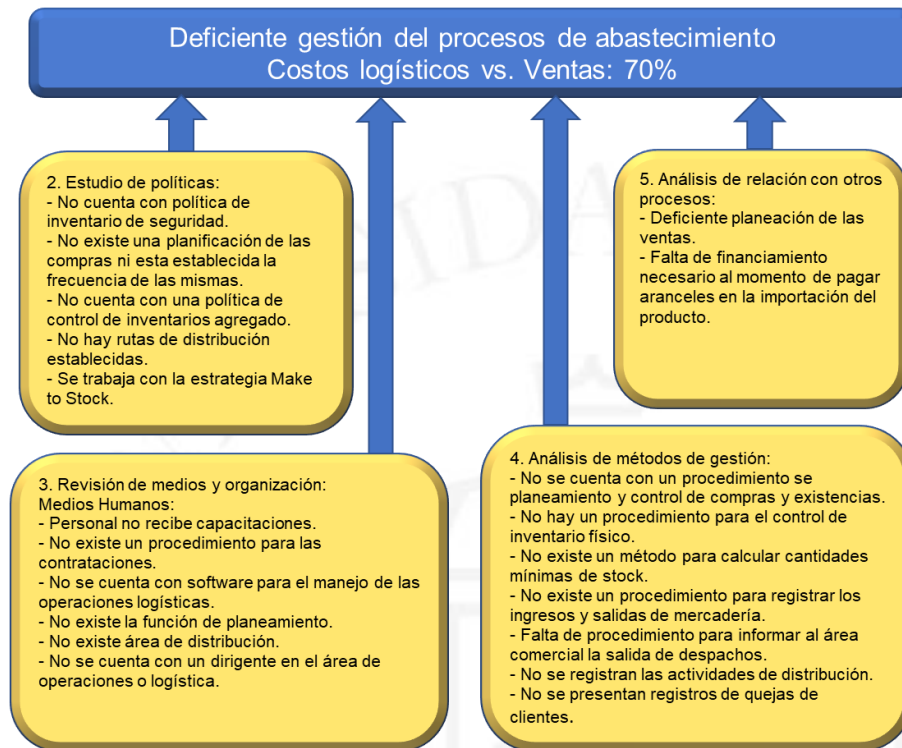 Deficiente gestión del procesos de abastecimiento
Costos logísticos vs. Ventas: 70%
2. Estudio de políticas:
- No cuenta con política de
inventario de seguridad.
- No existe una planificación de las
compras ni esta establecida la
frecuencia de las mismas.
- No cuenta con una política de
control de inventarios agregado.
- No hay rutas de distribución
establecidas.
- Se trabaja con la estrategia Make
to Stock.
5. Análisis de relación con otros
procesos:
- Deficiente planeación de las
ventas.
- Falta de financiamiento
necesario al momento de pagar
aranceles en la importación del
producto.
3. Revisión de medios y organización:
Medios Humanos:
- Personal no recibe capacitaciones.
- No existe un procedimiento para las
contrataciones.
- No se cuenta con software para el manejo de las
operaciones logísticas.
- No existe la función de planeamiento.
- No existe área de distribución.
- No se cuenta con un dirigente en el área de
operaciones o logística.
4. Análisis de métodos de gestión:
- No se cuenta con un procedimiento se
planeamiento y control de compras y existencias.
- No hay un procedimiento para el control de
inventario físico.
- No existe un método para calcular cantidades
mínimas de stock.
- No existe un procedimiento para registrar los
ingresos y salidas de mercadería.
- Falta de procedimiento para informar al área
comercial la salida de despachos.
- No se registran las actividades de distribución.
- No se presentan registros de quejas de
clientes.